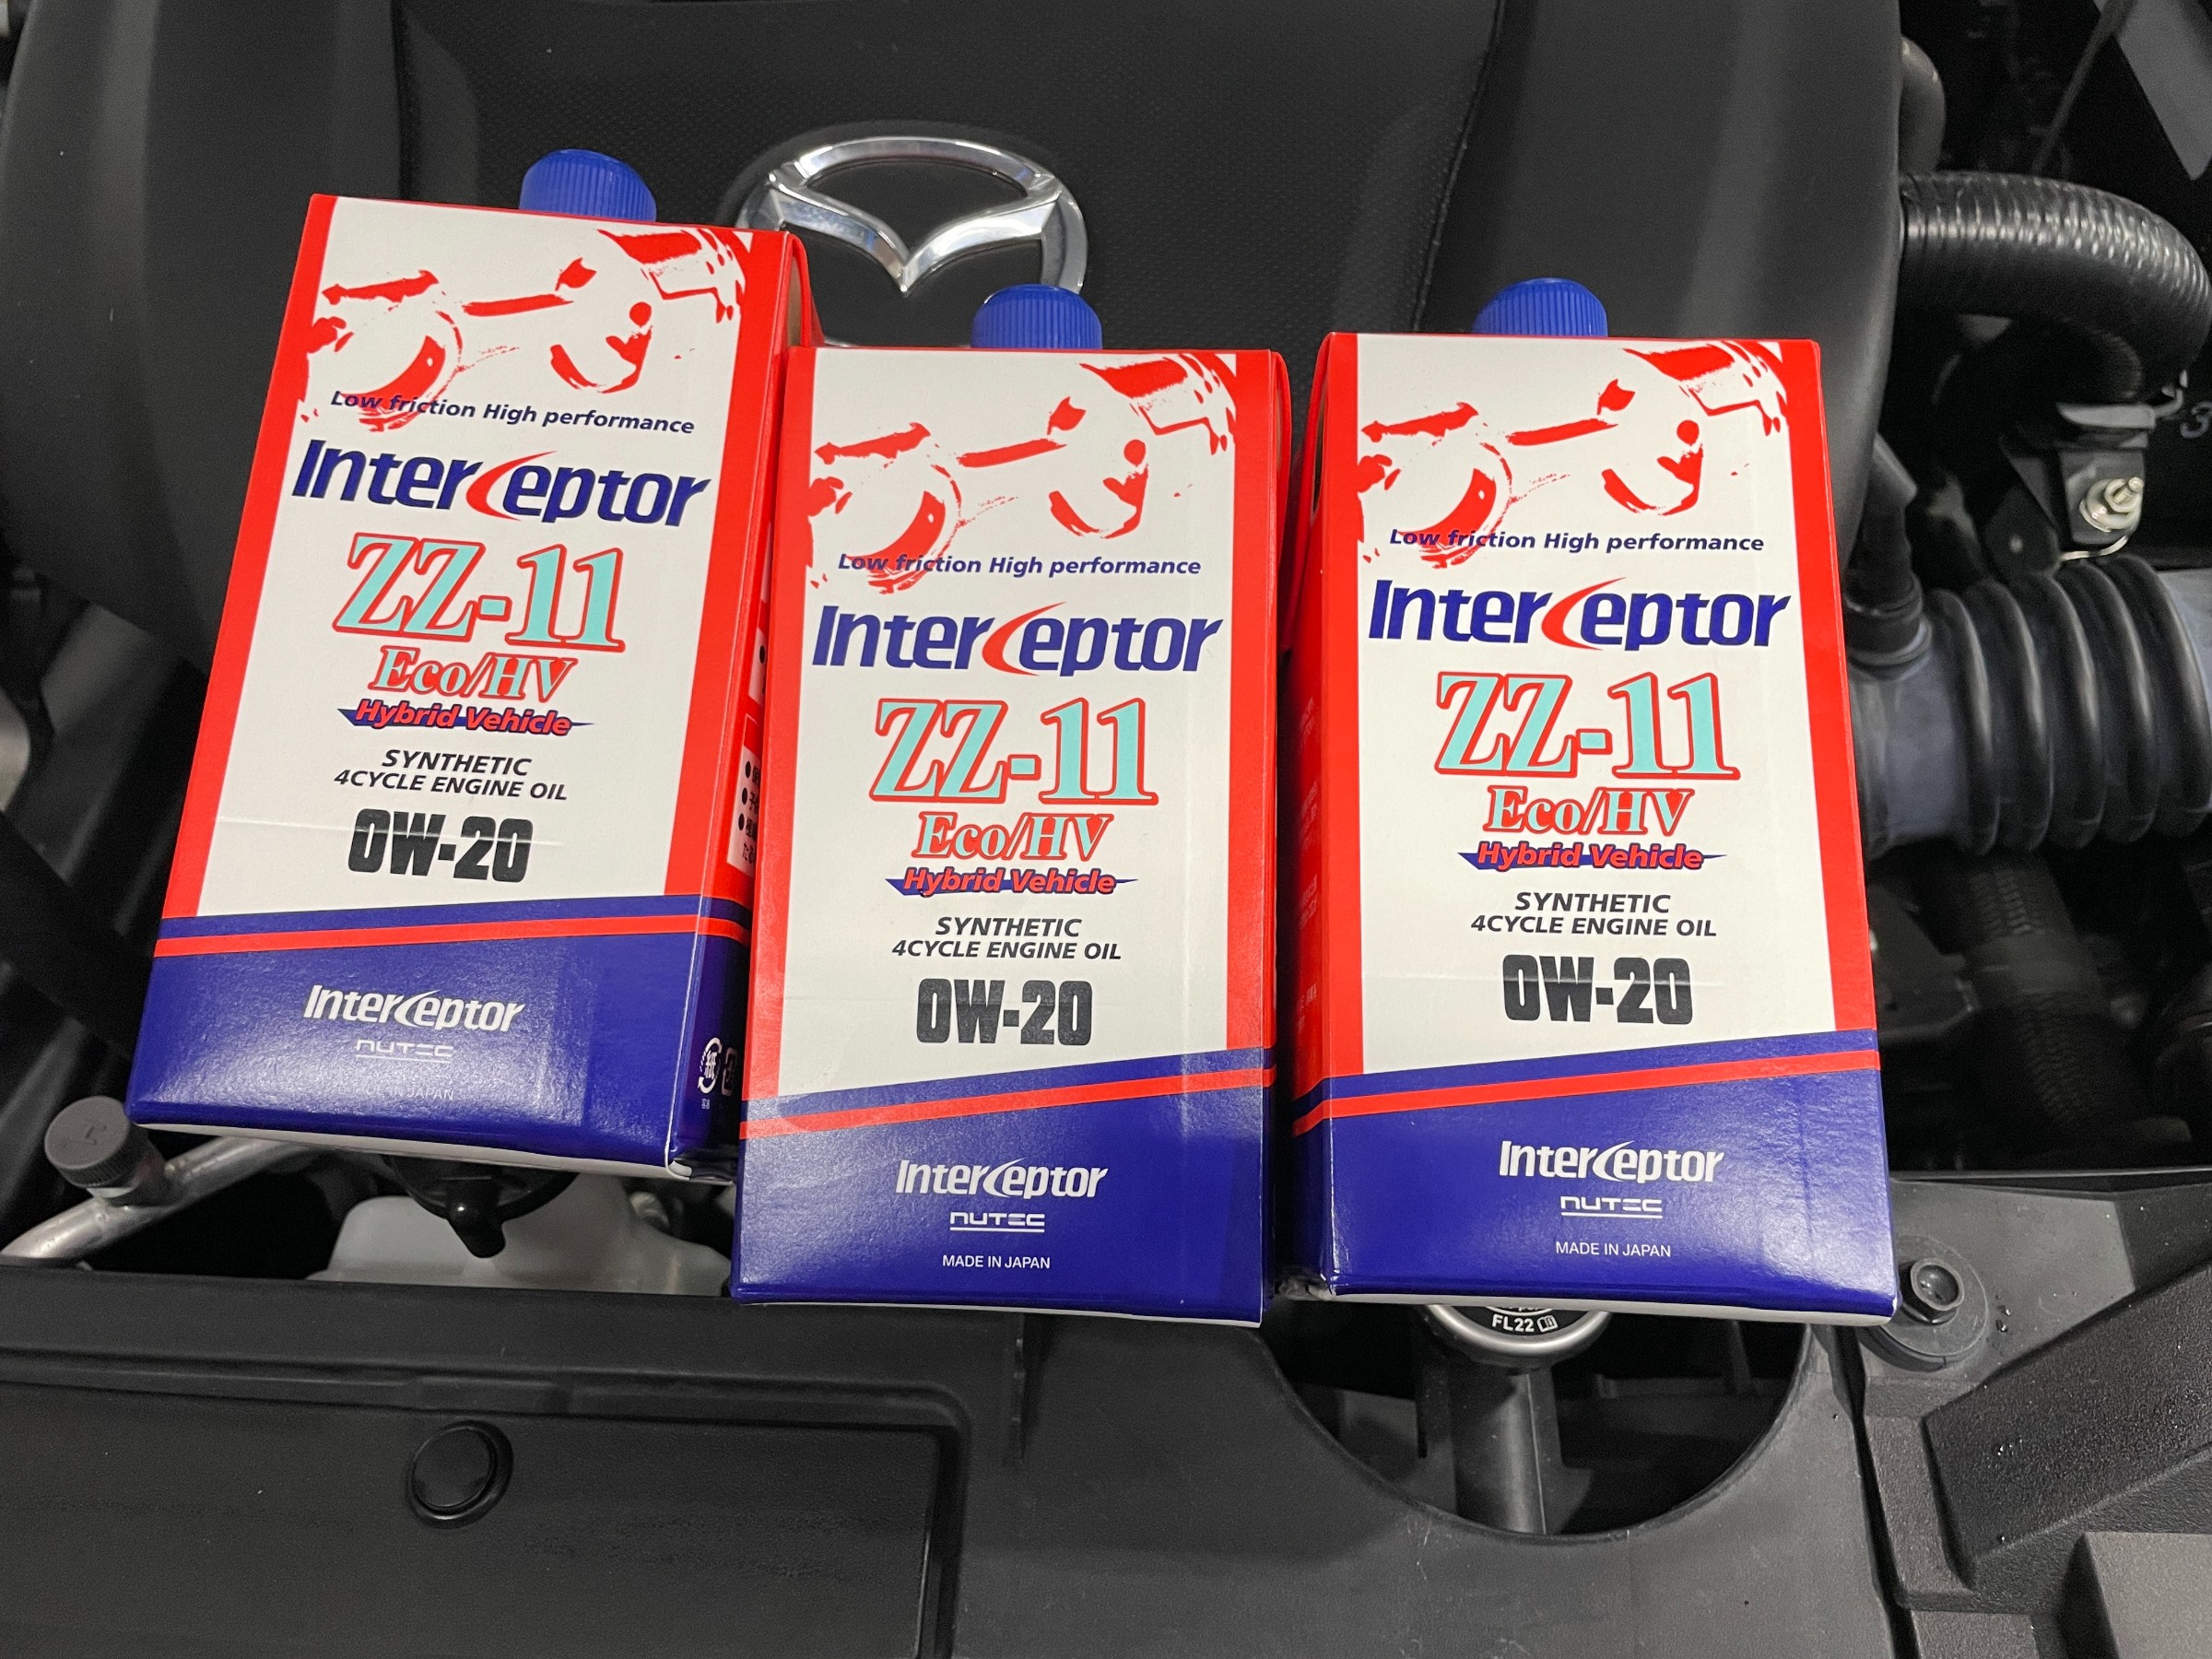 Low friction High performance
Interceptor
ZZ-11
Eco/HV
Hybrid Vehicle
SYNTHETIC
4CYCLE ENGINE OIL
0W-20
Interceptor
NUTEC
JAPAN
紙
Low friction High performance
Interceptor
ZZ-11
Eco/HV
Hybrid Vehicle
SYNTHETIC
4CYCLE ENGINE OIL
0W-20
Interceptor
NUTEC
MADE IN JAPAN
Low friction High performance
Interceptor
ZZ-11
Eco/HV
Hybrid Vehicle
SYNTHETIC
4CYCLE ENGINE OIL
0W-20
Interceptor
NUTEC
MADE IN JAPAN
FL22